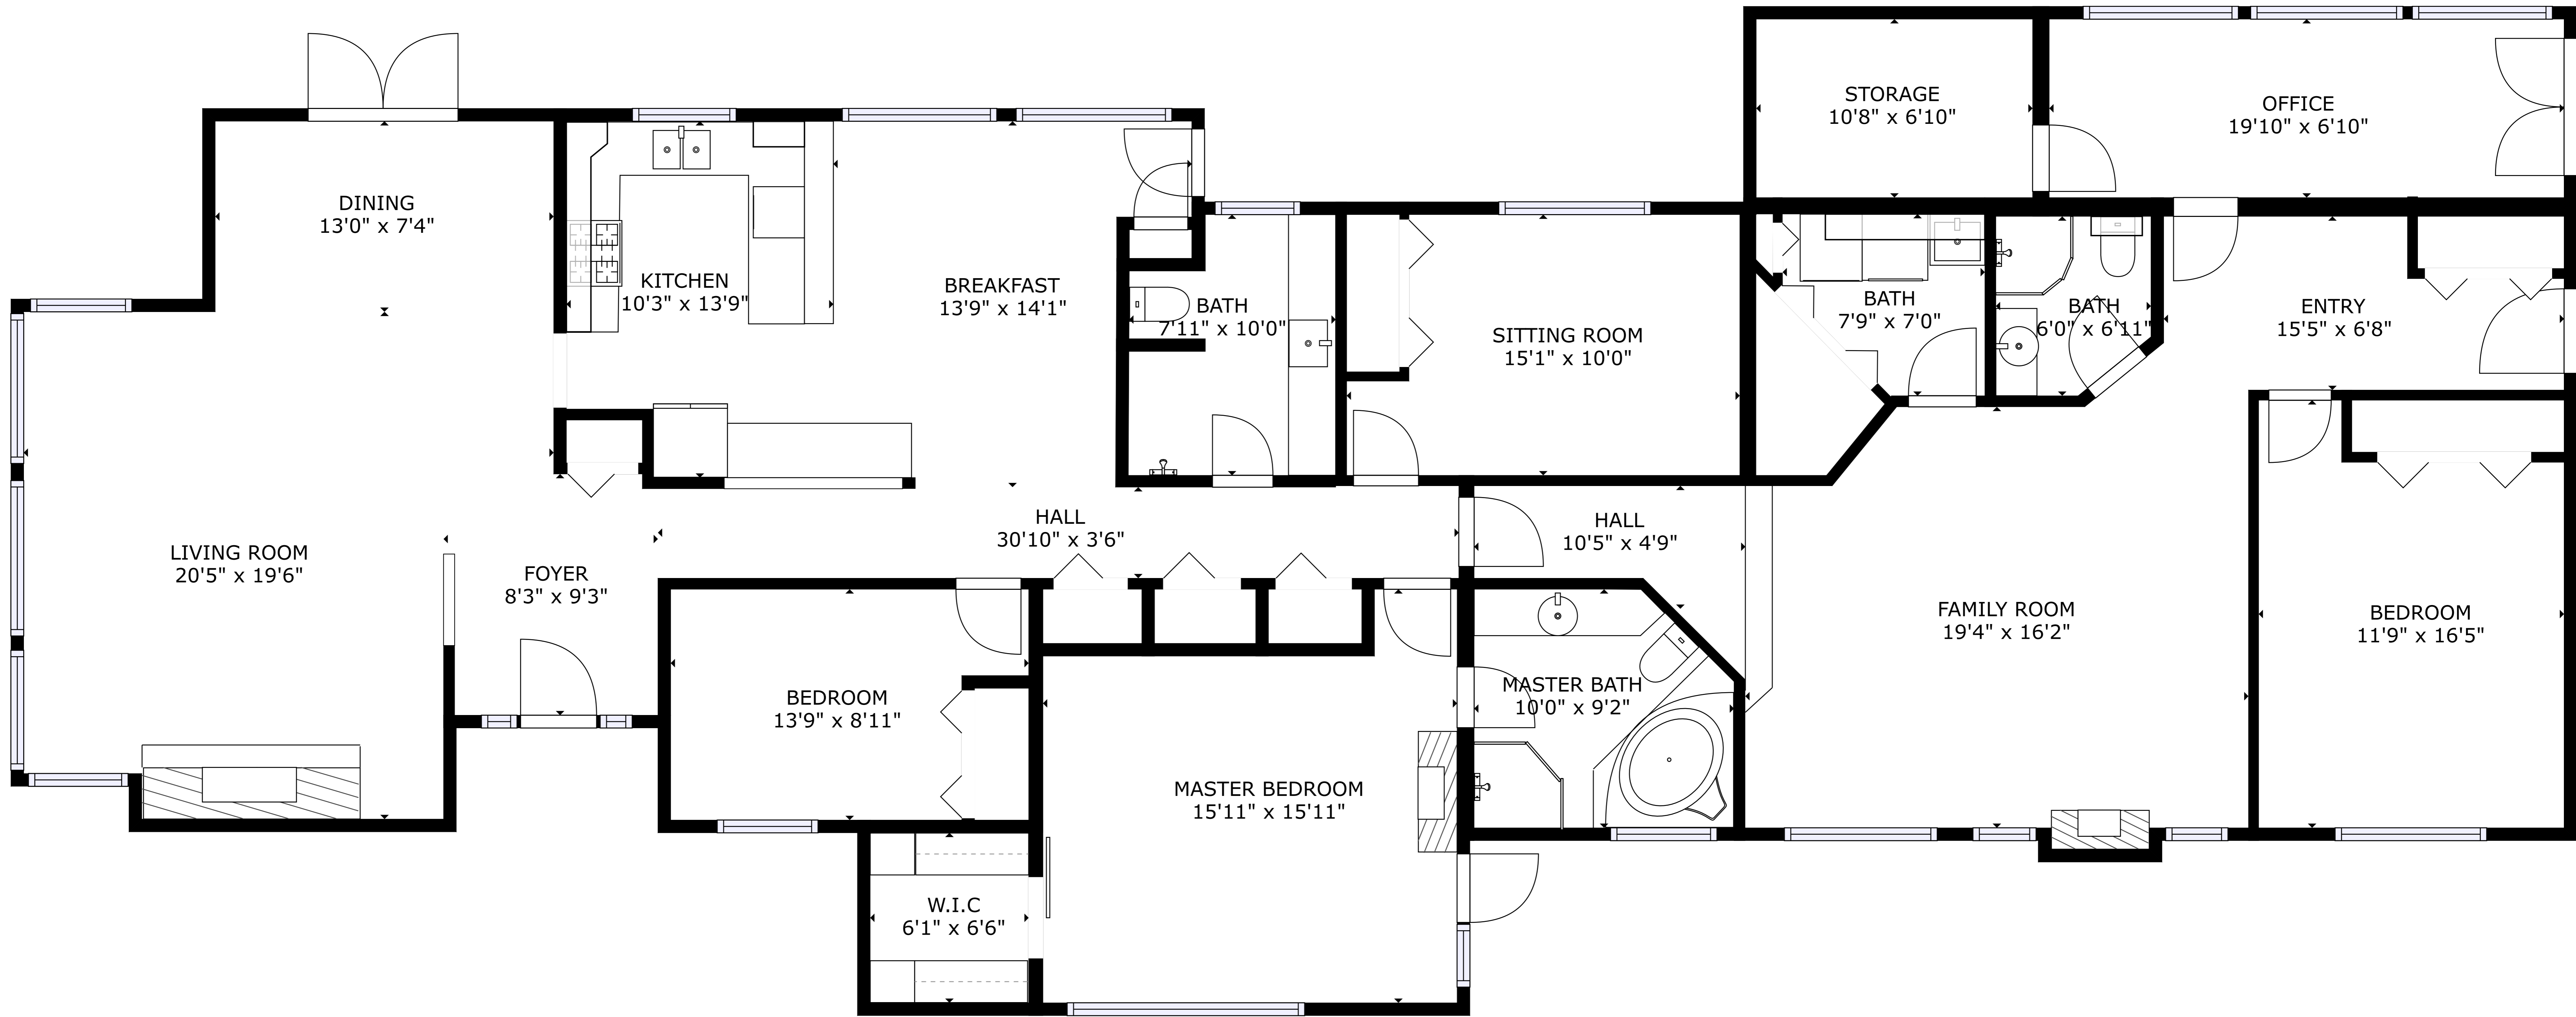 STORAGE
10'8" x 6'10"
OFFICE
19'10" x 6'10"
DINING
13'0" x 7'4"
KITCHEN
10'3" x 13'9"
BREAKFAST
13'9" x 14'1"
BATH
7'11" x 10'0"
SITTING ROOM
15'1" x 10'0"
BATH
7'9" x 7'0"
BATH
6'0" x 6'11"
ENTRY
15'5" x 6'8"
LIVING ROOM
20'5" x 19'6"
FOYER
8'3" x 9'3"
HALL
30'10" x 3'6"
HALL
10'5" x 4'9"
FAMILY ROOM
19'4" x 16'2"
BEDROOM
11'9" x 16'5"
BEDROOM
13'9" x 8'11"
MASTER BATH
10'0" x 9'2"
MASTER BEDROOM
15'11" x 15'11"
W.I.C
6'1" x 6'6"